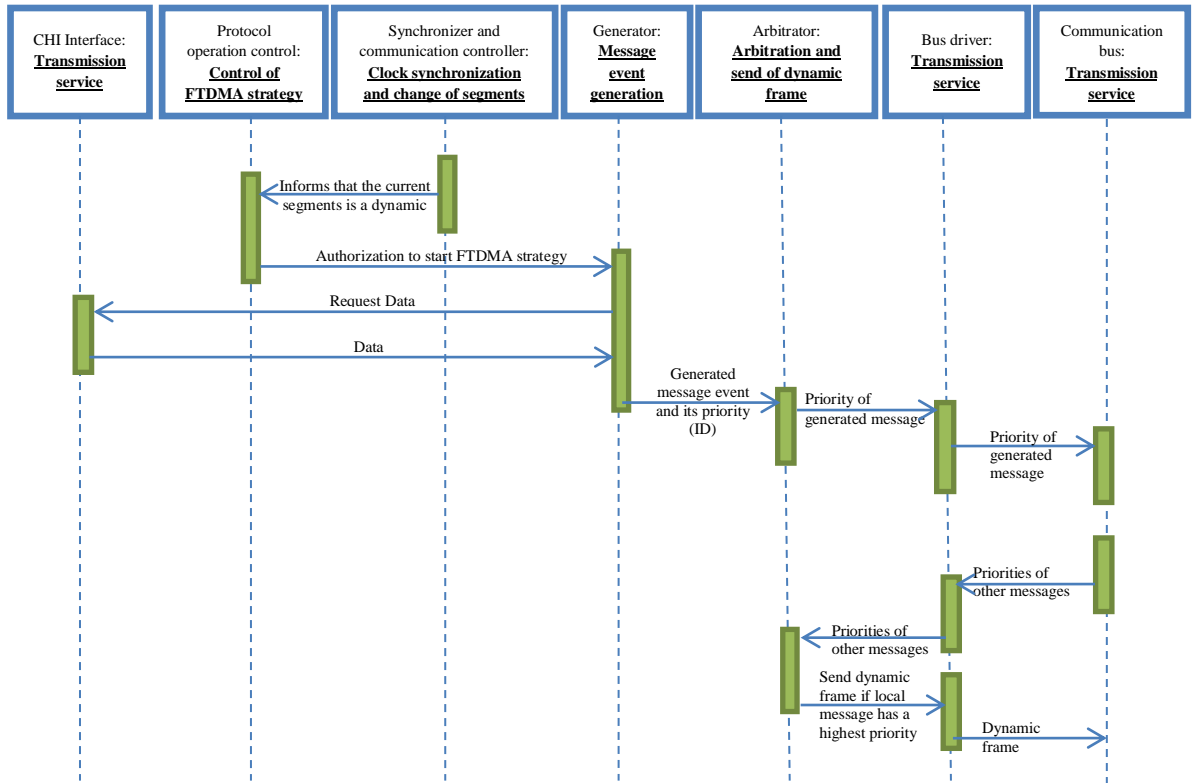 CHI Interface:
Transmission
service
Protocol
operation control:
Control of
FTDMA strategy
Synchronizer and
communication controller:
Clock synchronization
and change of segments
Generator:
Message
event
generation
Arbitrator:
Arbitration and
send of dynamic
frame
Bus driver:
Transmission
service
Communication
bus:
Transmission
service
Informs that the current
segments is a dynamic
Authorization to start FTDMA strategy
Request Data
Data
Generated
message event
and its priority
(ID)
Priority of
generated message
Priority of
generated
message
Priorities of
other messages
Priorities of
other messages
Send dynamic
frame if local
message has a
highest priority
Dynamic
frame